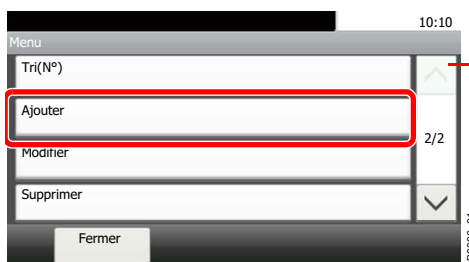 10:10
Menu
Tri(N°)
Ajouter
2/2
Modifier
Supprimer
Fermer